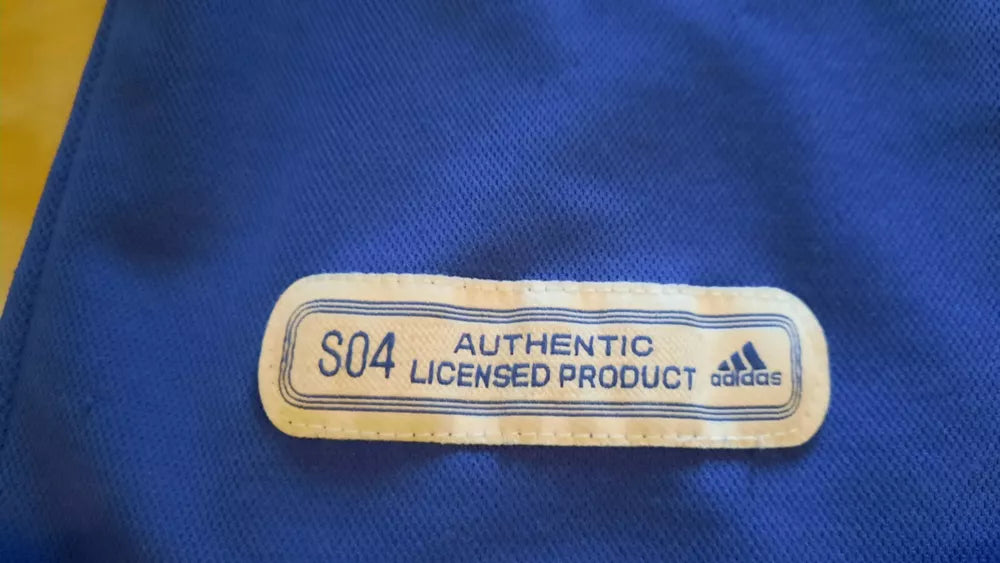 S04
AUTHENTIC
LICENSED PRODUCT
adidas